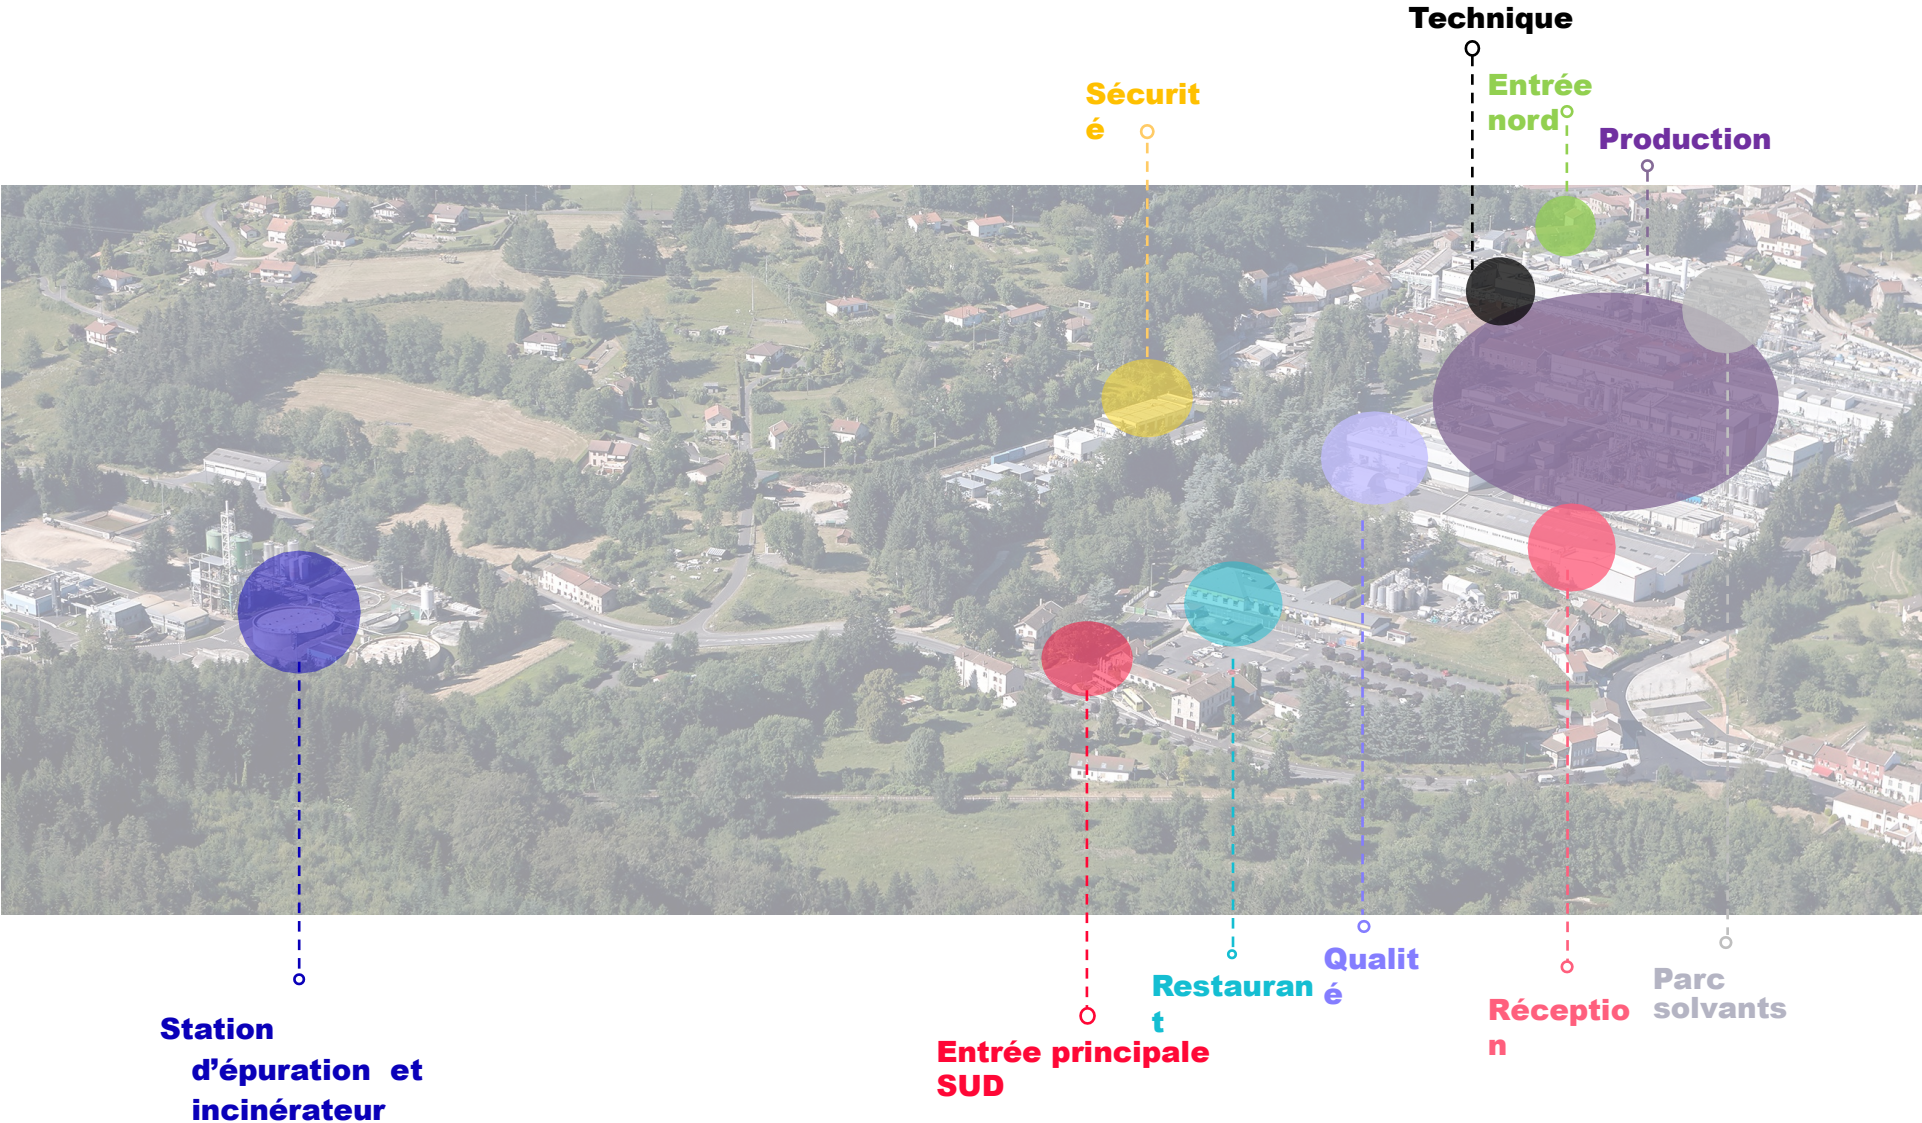 Technique
Entrée
nord
Sécurit
é
Production
Qualit
é
Restauran
t
Parc
solvants
Réceptio
n
Station
d’épuration et
incinérateur
Entrée principale
SUD